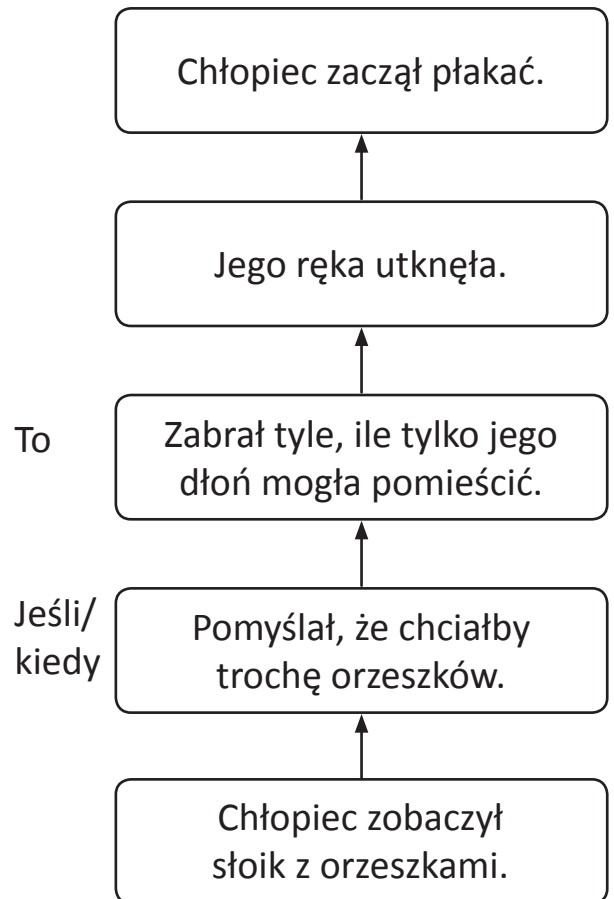 Chłopiec zaczął płakać.
Jego ręka utknęła.
To
Zabrał tyle, ile tylko jego
dłoń mogła pomieścić.
Jeśli/
kiedy
Pomyślał, że chciałby
trochę orzeszków.
Chłopiec zobaczył
słoik z orzeszkami.